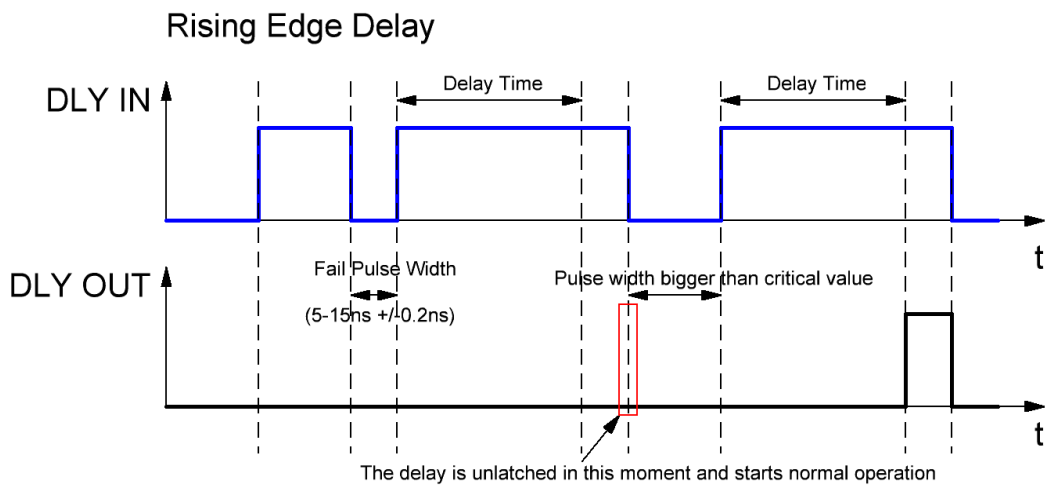 Rising Edge Delay
DLY IN
Delay Time
Delay Time
t
DLY OUT
Fail Pulse Width
(5-15ns +/-0.2ns)
Pulse width bigger than critical value
t
The delay is unlatched in this moment and starts normal operation